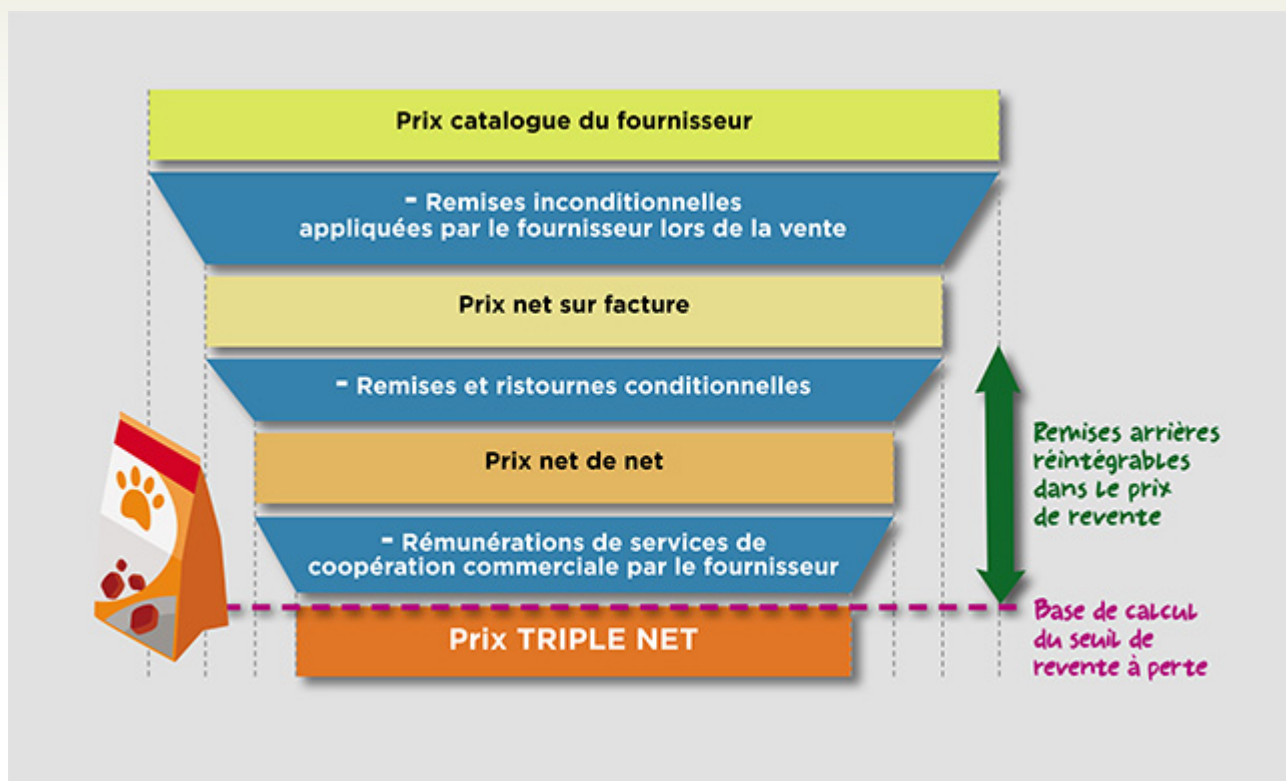 Prix catalogue du fournisseur
- Remises inconditionnelles
appliquées par le fournisseur lors de la vente
Prix net sur facture
- Remises et ristournes conditionnelles
Prix net de net
- Rémunérations de services de
coopération commerciale par le fournisseur
Prix TRIPLE NET
Remises arrières
réintégrables
dans le prix
de revente
Base de calcul
du seuil de
revente à perte